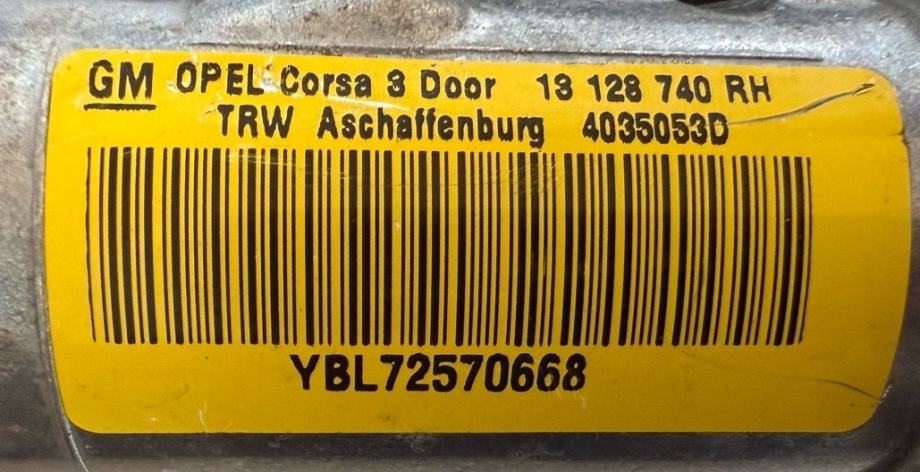 GM OPEL Corsa 3 Door 13 128 740 RH
TRW Aschaffenburg 4035053D
YBL72570668